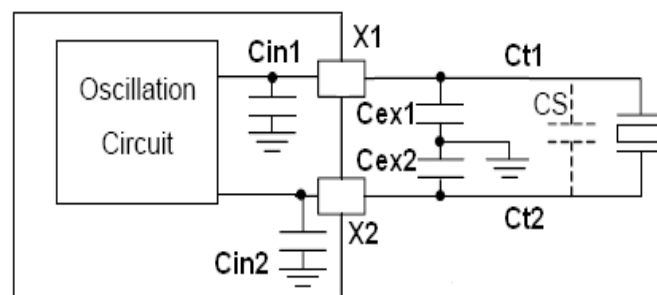 Cin1
X1
Ct1
Oscillation
Circuit
Cex1
CS
Cex2
X2
Ct2
Cin2